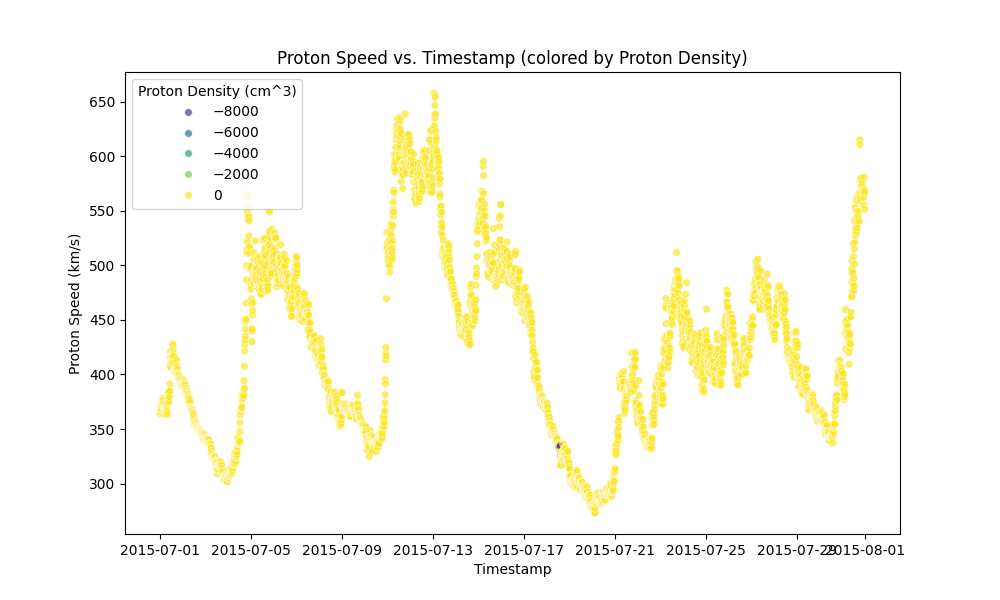 Proton Speed vs. Timestamp (colored by Proton Density)
Proton Density (cm^3)
−8000
−6000
−4000
−2000
0
650
600
550
500
450
400
350
300
Proton Speed (km/s)
2015-07-01 2015-07-05 2015-07-09 2015-07-13 2015-07-17 2015-07-21 2015-07-25 2015-07-29 2015-08-01
Timestamp